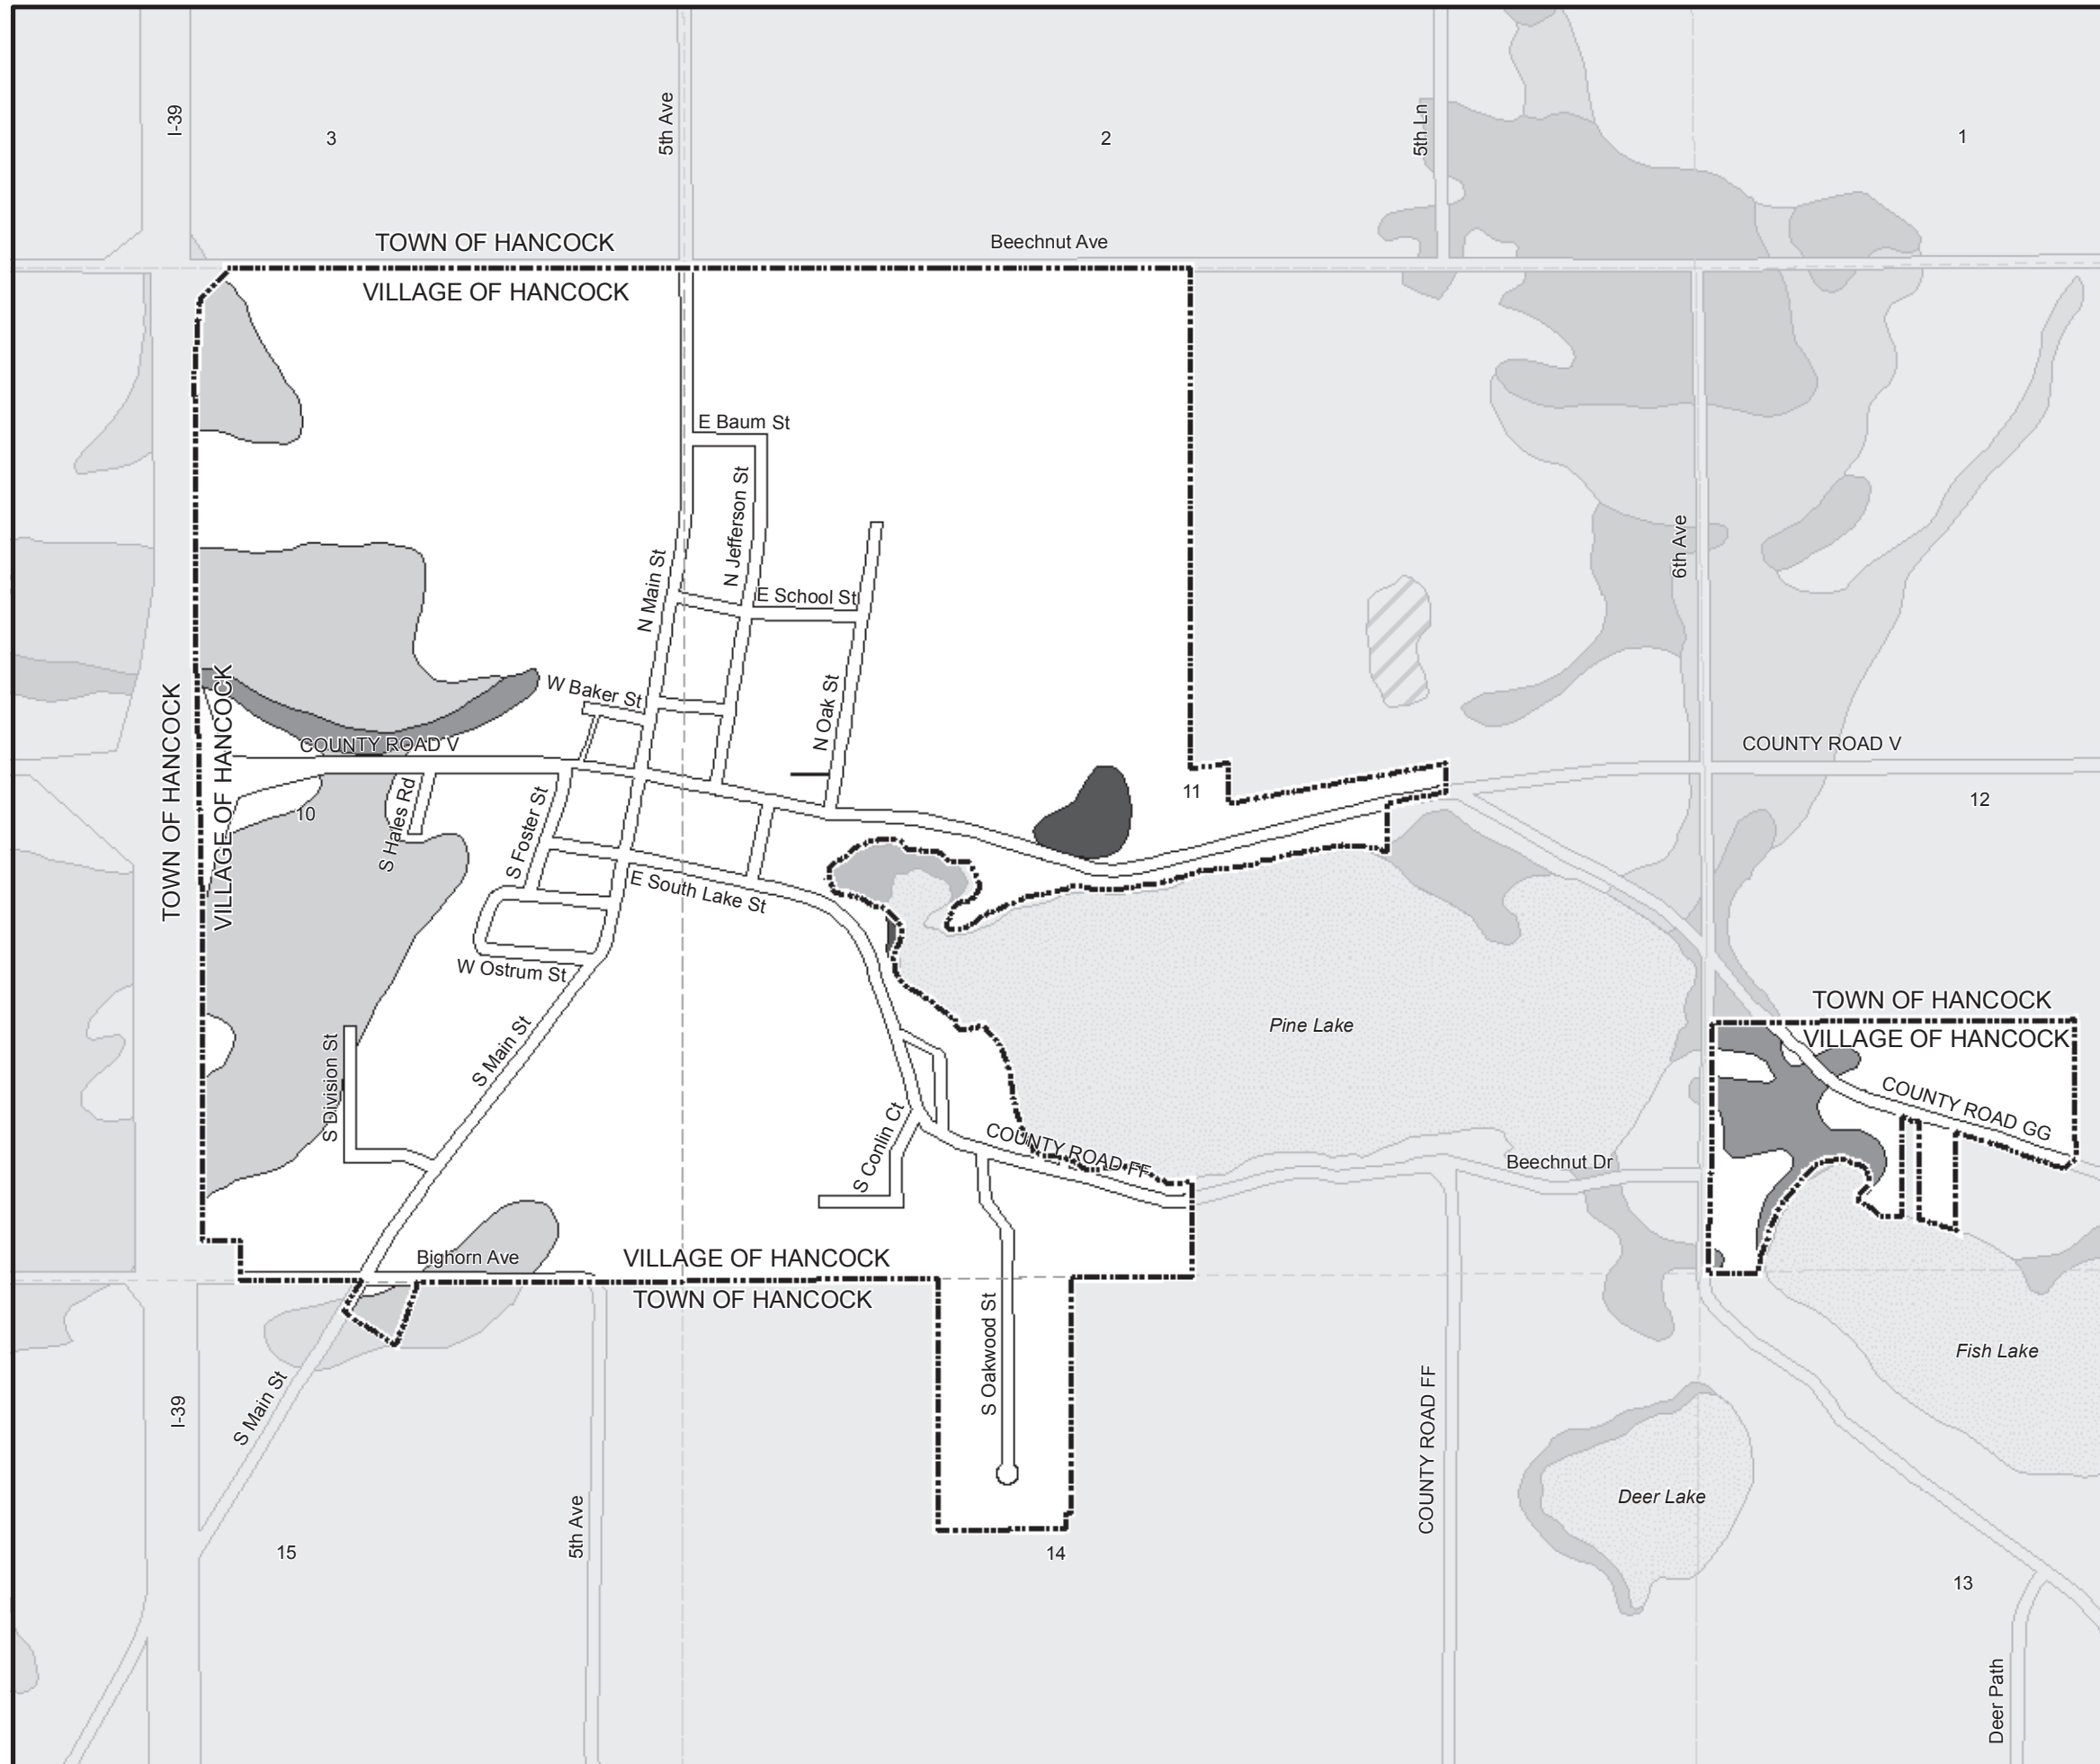 I-39
3
5th Ave
2
5th Ln
1
TOWN OF HANCOCK
Beechnut Ave
VILLAGE OF HANCOCK
E Baum St
N Jefferson St
6th Ave
N Main St
E School St
W Baker St
N Oak St
TOWN OF HANCOCK
VILLAGE OF HANCOCK
COUNTY ROAD V
COUNTY ROAD V
11
12
10
S Hales Rd
S Foster St
E South Lake St
W Ostrum St
TOWN OF HANCOCK
Pine Lake
VILLAGE OF HANCOCK
S Main St
S Division St
COUNTY ROAD GG
S Conlin Ct
COUNTY ROAD FF
Beechnut Dr
Bighorn Ave
VILLAGE OF HANCOCK
TOWN OF HANCOCK
S Oakwood St
Fish Lake
I-39
S Main St
COUNTY ROAD FF
Deer Lake
15
5th Ave
14
13
Deer Path